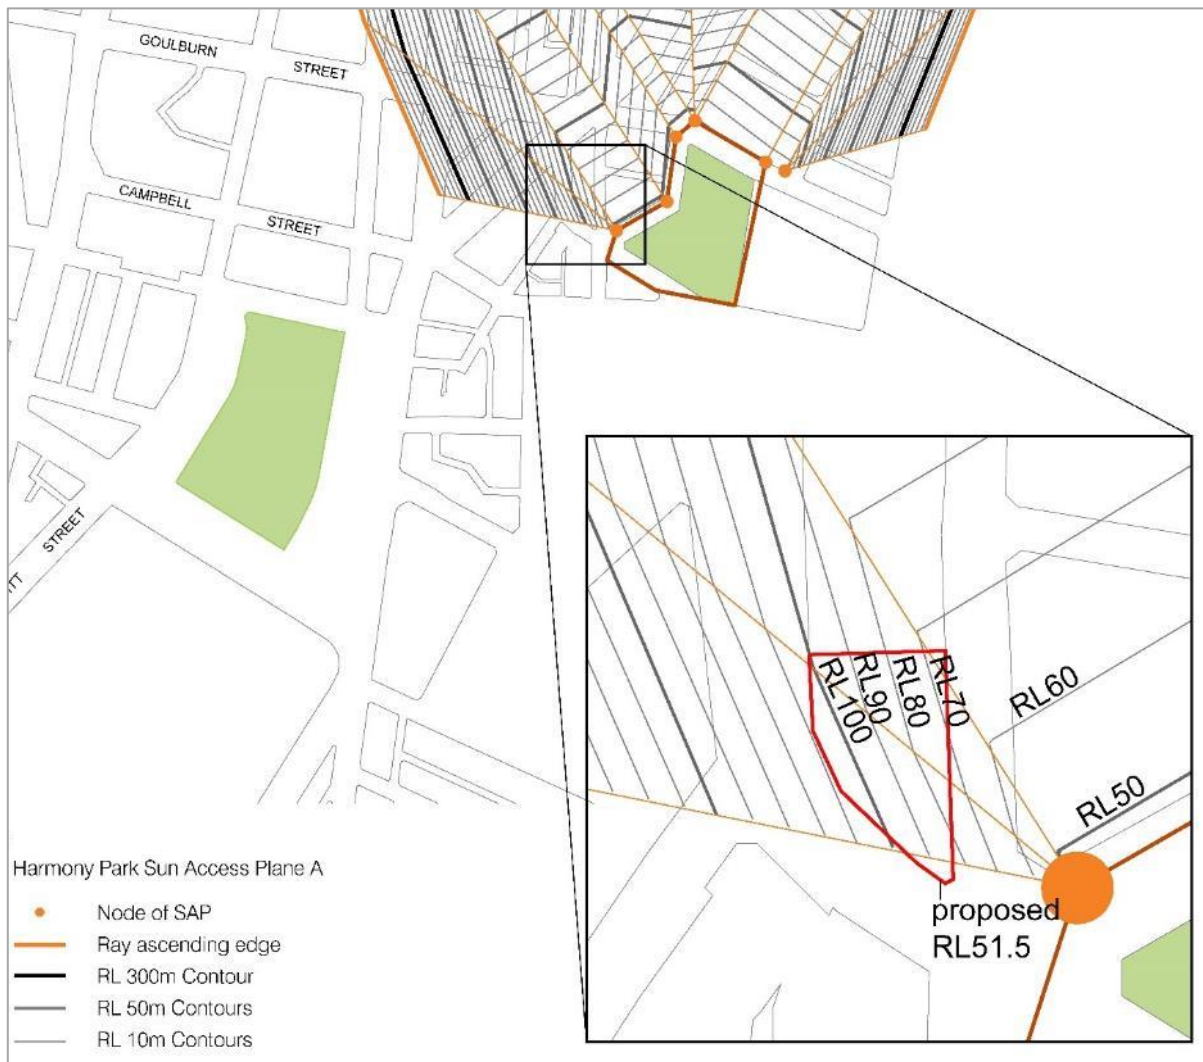 GOULBURN
STREET
CAMPBELL
STREET
STREET
RL100
RL90
RL80
RL70
RL60
RL50
proposed
RL51.5
Harmony Park Sun Access Plane A
Node of SAP
Ray ascending edge
RL 300m Contour
RL 50m Contours
RL 10m Contours